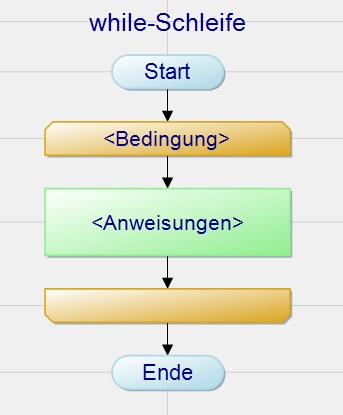 while-Schleife
Start
<Bedingung>
<Anweisungen>
Ende